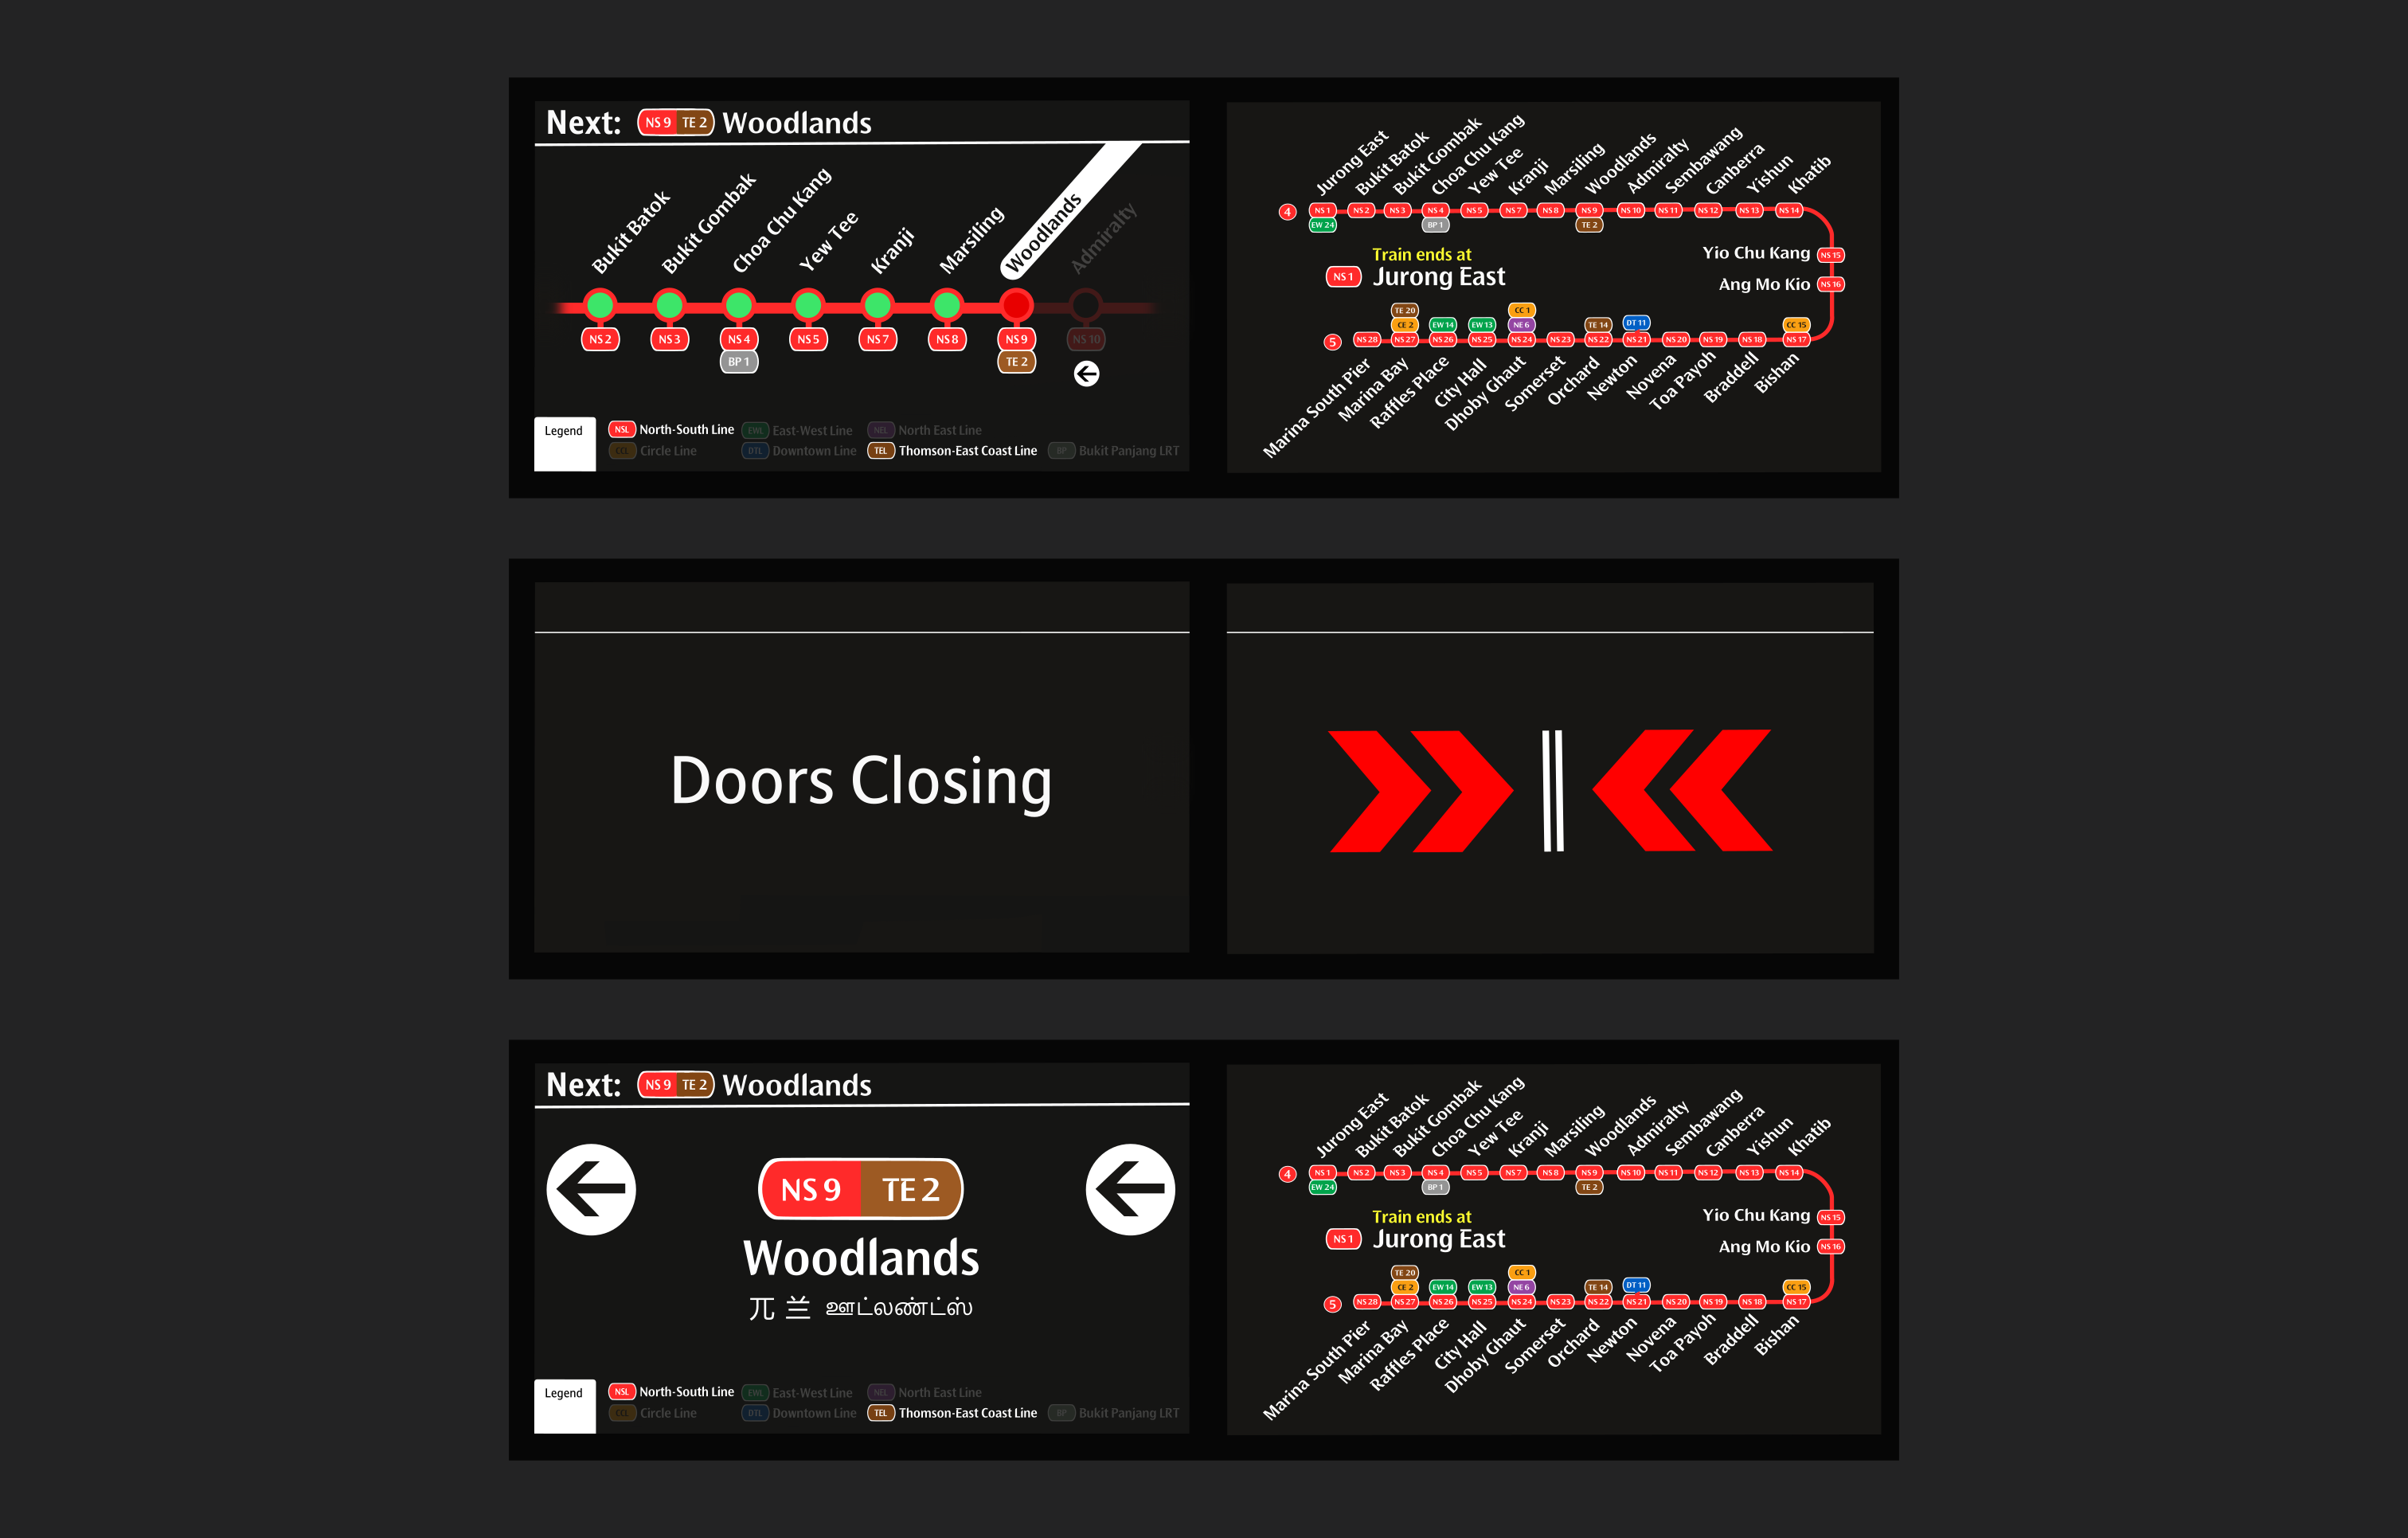 Next: NS 9 TE 2 Woodlands
Bukit Batok
Bukit Gombak
Choa Chu Kang
Yew Tee
Kranji
Marsiling
Woodlands
Admiralty
NS 2 NS 3 NS 4 NS 5 NS 7 NS 8 NS 9 NS 10
BP 1 TE 2
Legend
NSL North-South Line EWL East-West Line NEL North East Line
CCL Circle Line DTL Downtown Line TEL Thomson-East Coast Line BP Bukit Panjang LRT
Jurong East
Bukit Batok
Bukit Gombak
Choa Chu Kang
Yew Tee
Kranji
Marsiling
Woodlands
Admiralty
Sembawang
Canberra
Yishun
Khatib
4 NS 1 NS 2 NS 3 NS 4 NS 5 NS 7 NS 8 NS 9 NS 10 NS 11 NS 12 NS 13 NS 14
EW 24 BP 1 TE 2
Yio Chu Kang NS 15
Ang Mo Kio NS 16
Train ends at
NS 1 Jurong East
TE 20 CC 1
CE 2 EW 14 EW 13 NE 6 TE 14 DT 11 CC 15
5 NS 28 NS 27 NS 26 NS 25 NS 24 NS 23 NS 22 NS 21 NS 20 NS 19 NS 18 NS 17
Marina South Pier
Marina Bay
Raffles Place
City Hall
Dhoby Ghaut
Somerset
Orchard
Newton
Novena
Toa Payoh
Braddell
Bishan
Doors Closing
Next: NS 9 TE 2 Woodlands
NS 9 TE 2
Woodlands
兀 兰 ஊட்லண்ட்ஸ்
Legend
NSL North-South Line EWL East-West Line NEL North East Line
CCL Circle Line DTL Downtown Line TEL Thomson-East Coast Line BP Bukit Panjang LRT
Jurong East
Bukit Batok
Bukit Gombak
Choa Chu Kang
Yew Tee
Kranji
Marsiling
Woodlands
Admiralty
Sembawang
Canberra
Yishun
Khatib
4 NS 1 NS 2 NS 3 NS 4 NS 5 NS 7 NS 8 NS 9 NS 10 NS 11 NS 12 NS 13 NS 14
EW 24 BP 1 TE 2
Yio Chu Kang NS 15
Ang Mo Kio NS 16
Train ends at
NS 1 Jurong East
TE 20 CC 1
CE 2 EW 14 EW 13 NE 6 TE 14 DT 11 CC 15
5 NS 28 NS 27 NS 26 NS 25 NS 24 NS 23 NS 22 NS 21 NS 20 NS 19 NS 18 NS 17
Marina South Pier
Marina Bay
Raffles Place
City Hall
Dhoby Ghaut
Somerset
Orchard
Newton
Novena
Toa Payoh
Braddell
Bishan